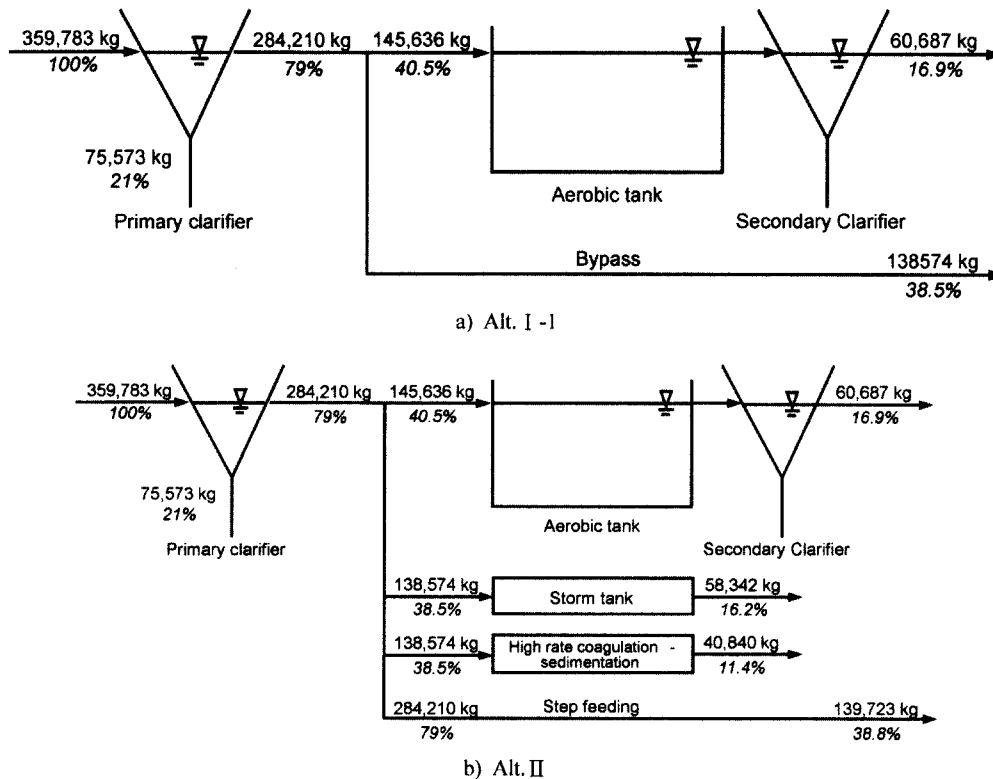 359,783 kg
100%
284,210 kg
79%
145,636 kg
40.5%
60,687 kg
16.9%
75,573 kg
21%
Primary clarifier
Aerobic tank
Secondary Clarifier
Bypass
138574 kg
38.5%
a) Alt. Ⅰ-1
359,783 kg
100%
284,210 kg
79%
145,636 kg
40.5%
60,687 kg
16.9%
75,573 kg
21%
Primary clarifier
Aerobic tank
Secondary Clarifier
138,574 kg
38.5%
Storm tank
58,342 kg
16.2%
138,574 kg
38.5%
High rate coagulation -
sedimentation
40,840 kg
11.4%
284,210 kg
79%
Step feeding
139,723 kg
38.8%
b) Alt. Ⅱ